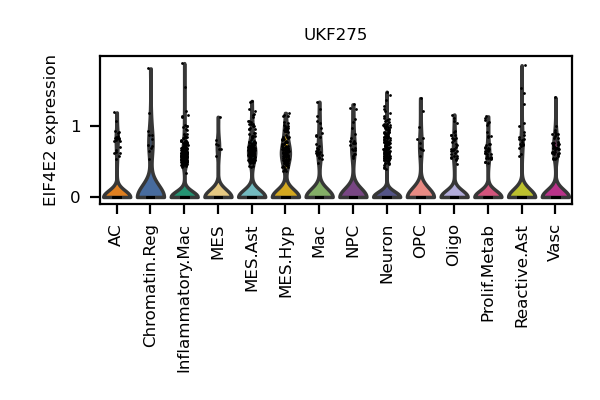 UKF275
EIF4E2 expression
1
0
AC
Chromatin.Reg
Inflammatory.Mac
MES
MES.Ast
MES.Hyp
Mac
NPC
Neuron
OPC
Oligo
Prolif.Metab
Reactive.Ast
Vasc